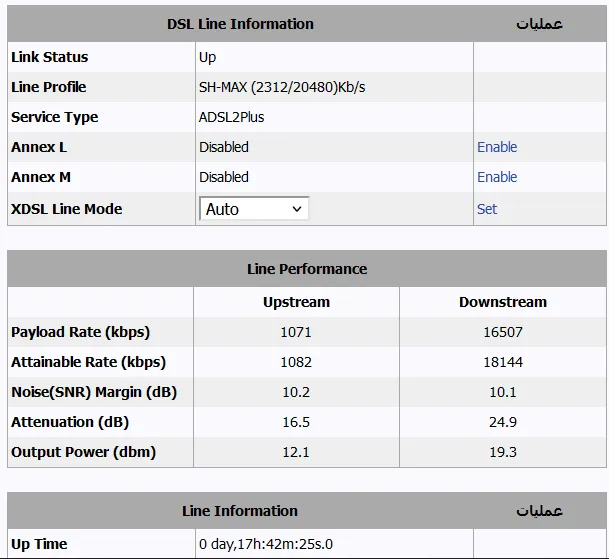 DSL Line Information عمليات
Link Status Up
Line Profile SH-MAX (2312/20480)Kb/s
Service Type ADSL2Plus
Annex L Disabled Enable
Annex M Disabled Enable
XDSL Line Mode Auto Set
Line Performance
Upstream Downstream
Payload Rate (kbps) 1071 16507
Attainable Rate (kbps) 1082 18144
Noise(SNR) Margin (dB) 10.2 10.1
Attenuation (dB) 16.5 24.9
Output Power (dbm) 12.1 19.3
Line Information عمليات
Up Time 0 day,17h:42m:25s.0